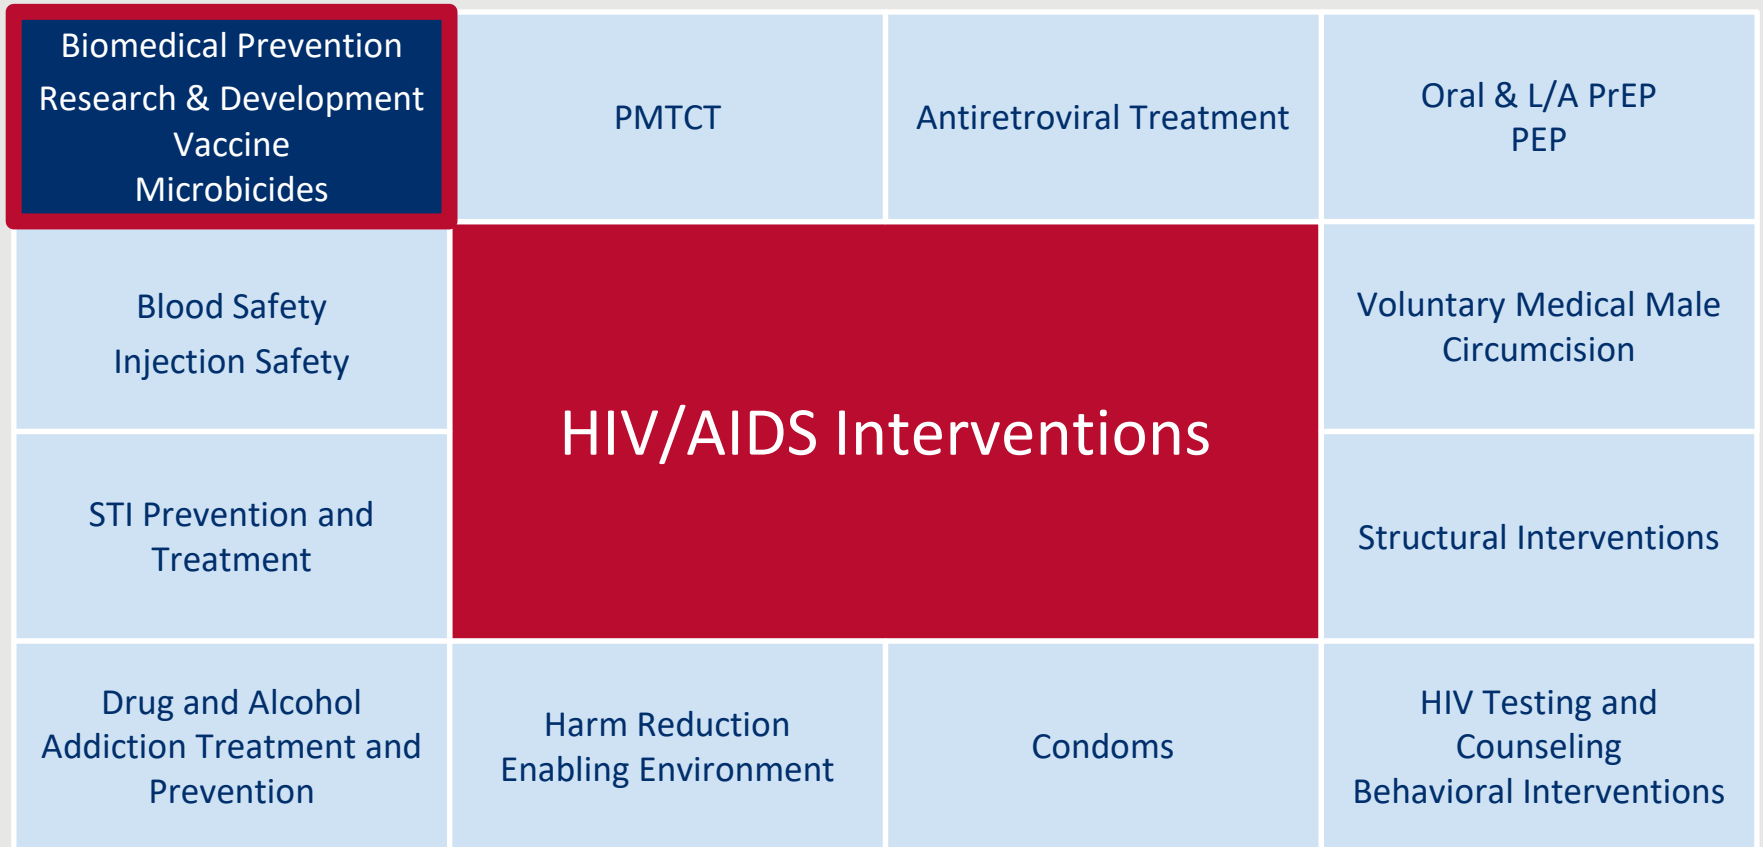 Biomedical Prevention
Research & Development
Vaccine
Microbicides
PMTCT
Antiretroviral Treatment
Oral & L/A PrEP
PEP
Blood Safety
Injection Safety
HIV/AIDS Interventions
Voluntary Medical Male
Circumcision
STI Prevention and
Treatment
Structural Interventions
Drug and Alcohol
Addiction Treatment and
Prevention
Harm Reduction
Enabling Environment
Condoms
HIV Testing and
Counseling
Behavioral Interventions